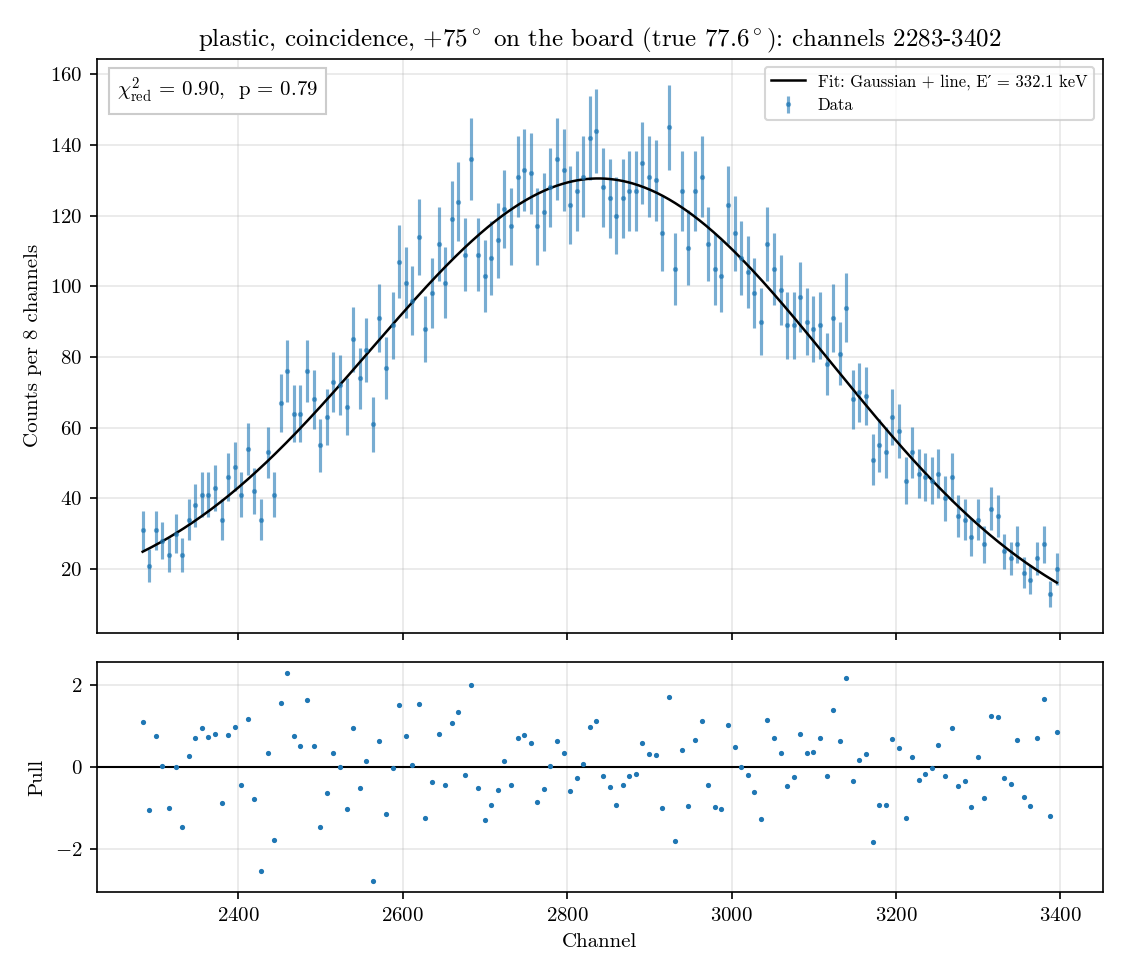 plastic, coincidence, +75° on the board (true 77.6°): channels 2283-3402
χ²red = 0.90, p = 0.79
Fit: Gaussian + line, E´ = 332.1 keV
Data
Counts per 8 channels
160
140
120
100
80
60
40
20
Pull
2
0
−2
2400
2600
2800
3000
3200
3400
Channel